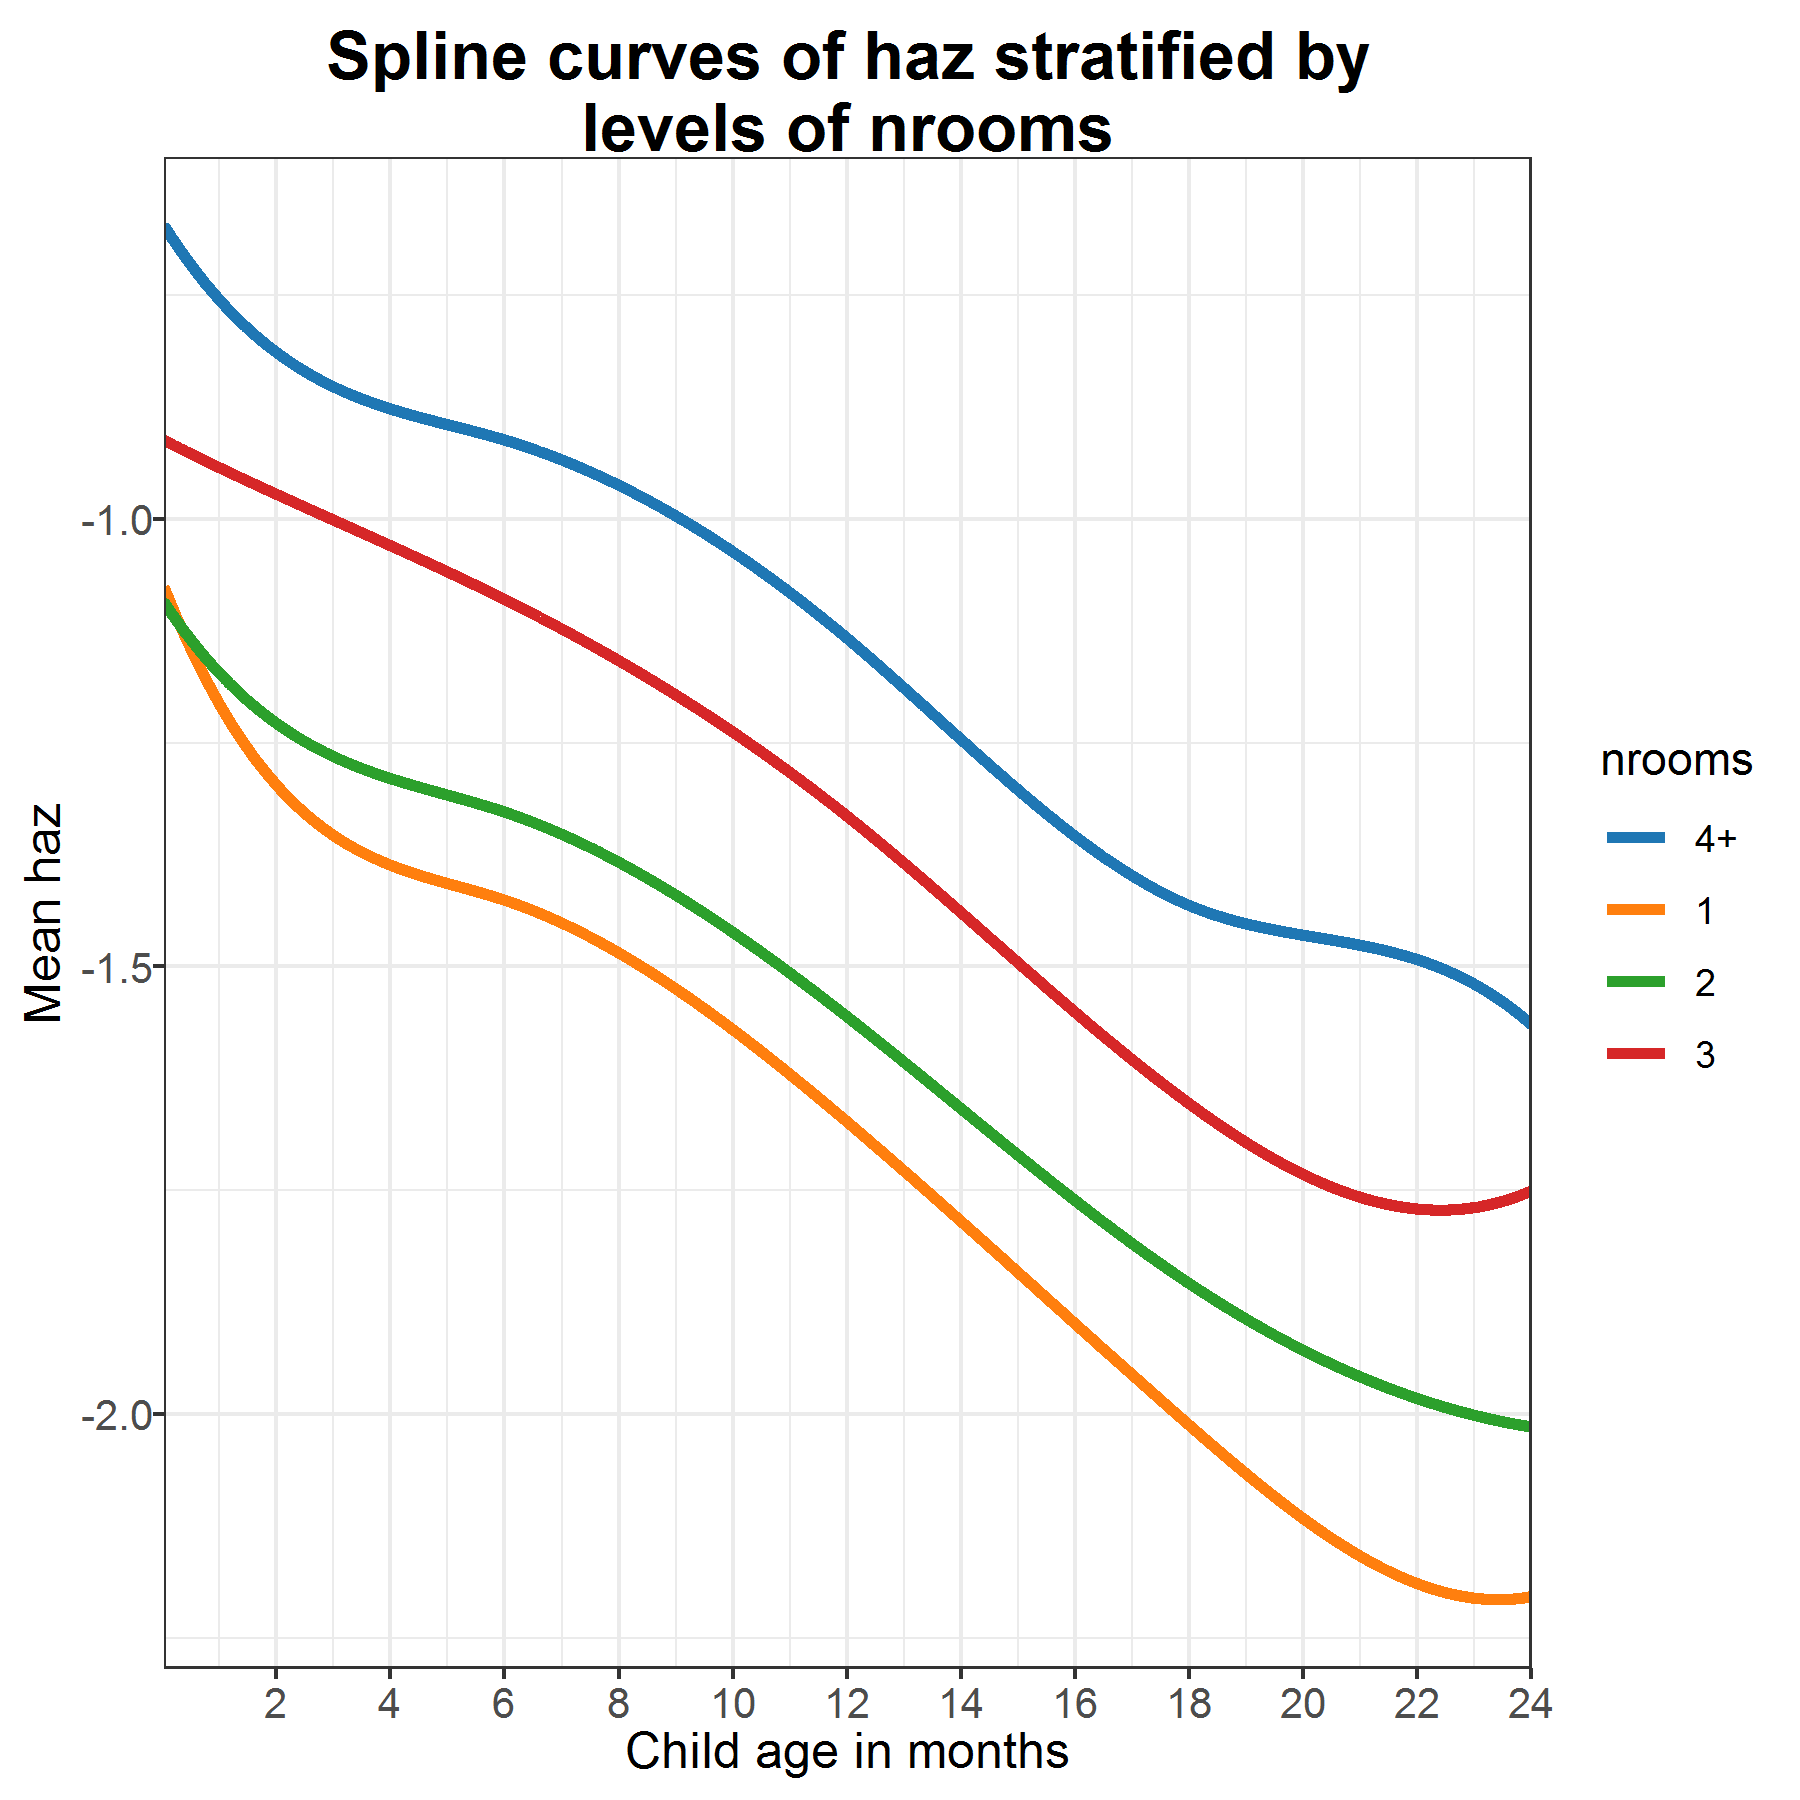 Spline curves of haz stratified by
levels of nrooms
Mean haz
-1.0
-1.5
-2.0
2 4 6 8 10 12 14 16 18 20 22 24
Child age in months
nrooms
4+
1
2
3